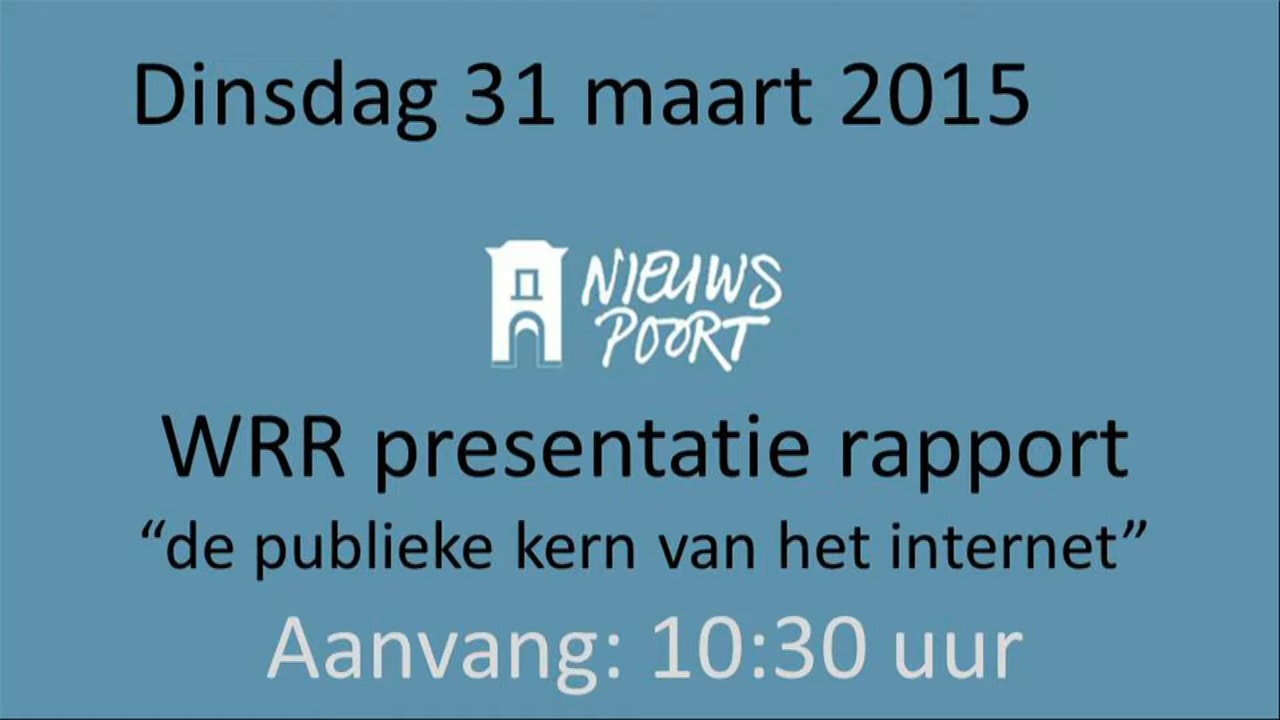 Dinsdag 31 maart 2015
NIEUWS
POORT
WRR presentatie rapport
“de publieke kern van het internet”
Aanvang: 10:30 uur